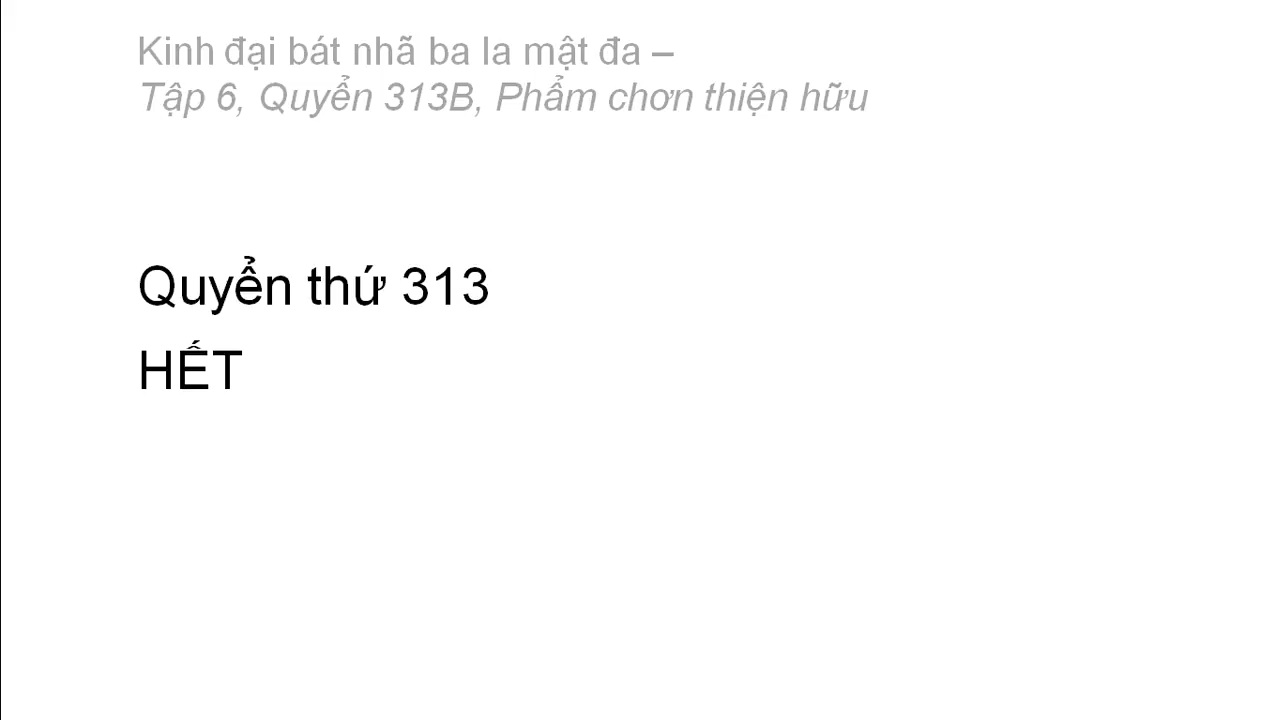 Kinh đại bát nhã ba la mật đa –
Tập 6, Quyển 313B, Phẩm chơn thiện hữu
Quyển thứ 313
HẾT